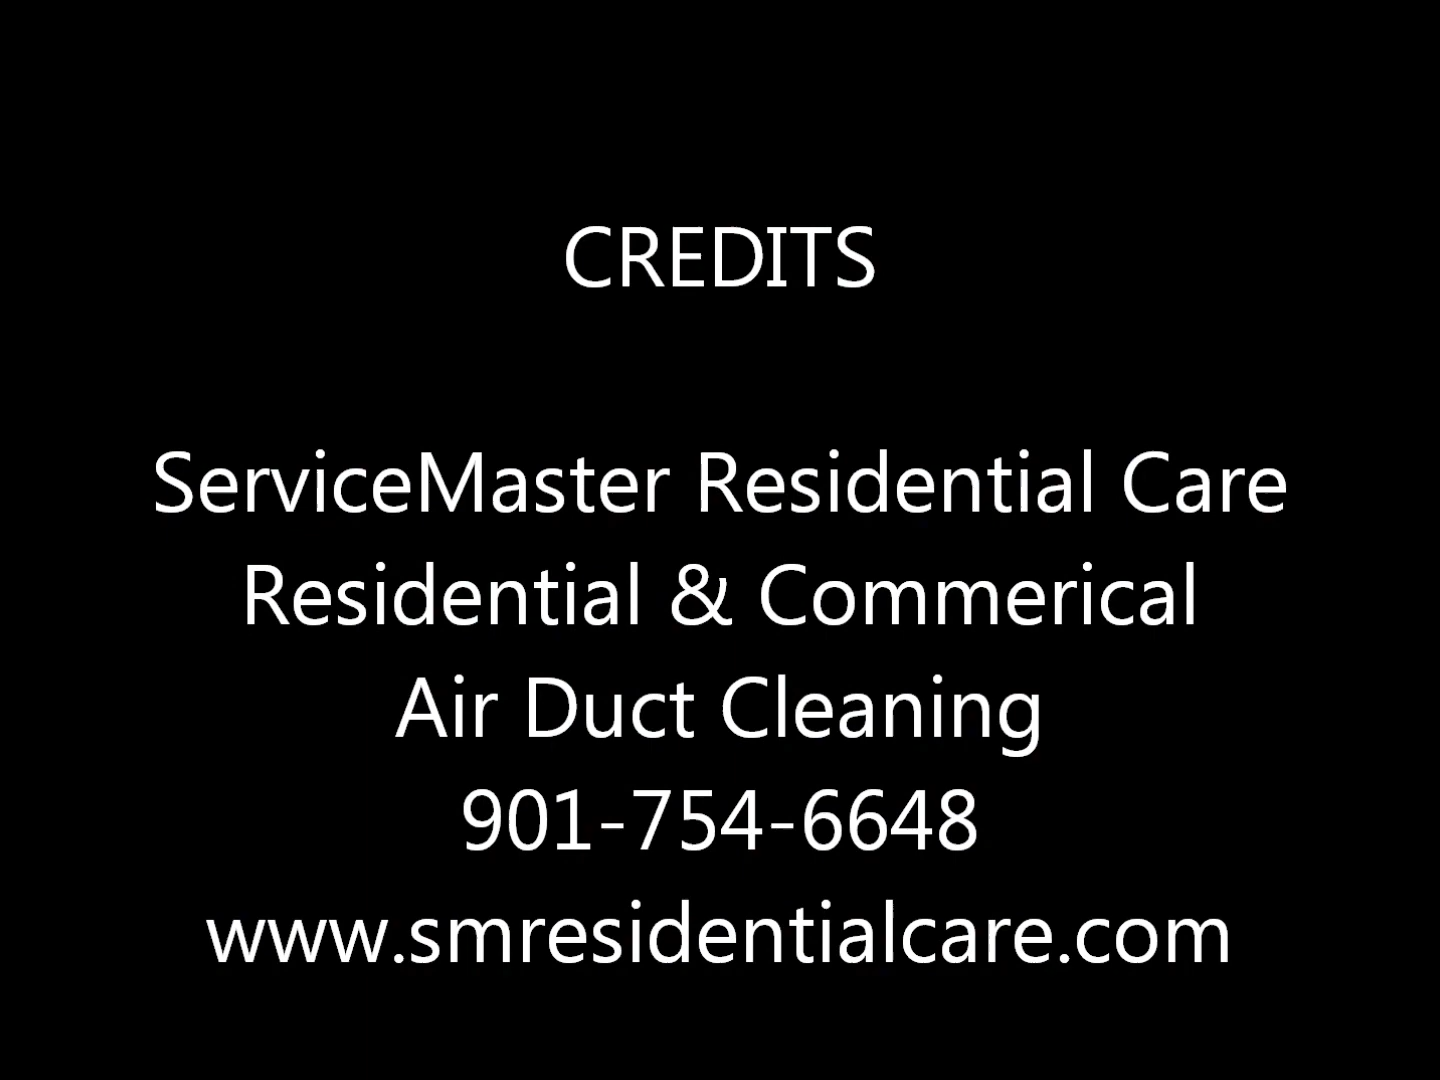 CREDITS
ServiceMaster Residential Care
Residential & Commerical
Air Duct Cleaning
901-754-6648
www.smresidentialcare.com